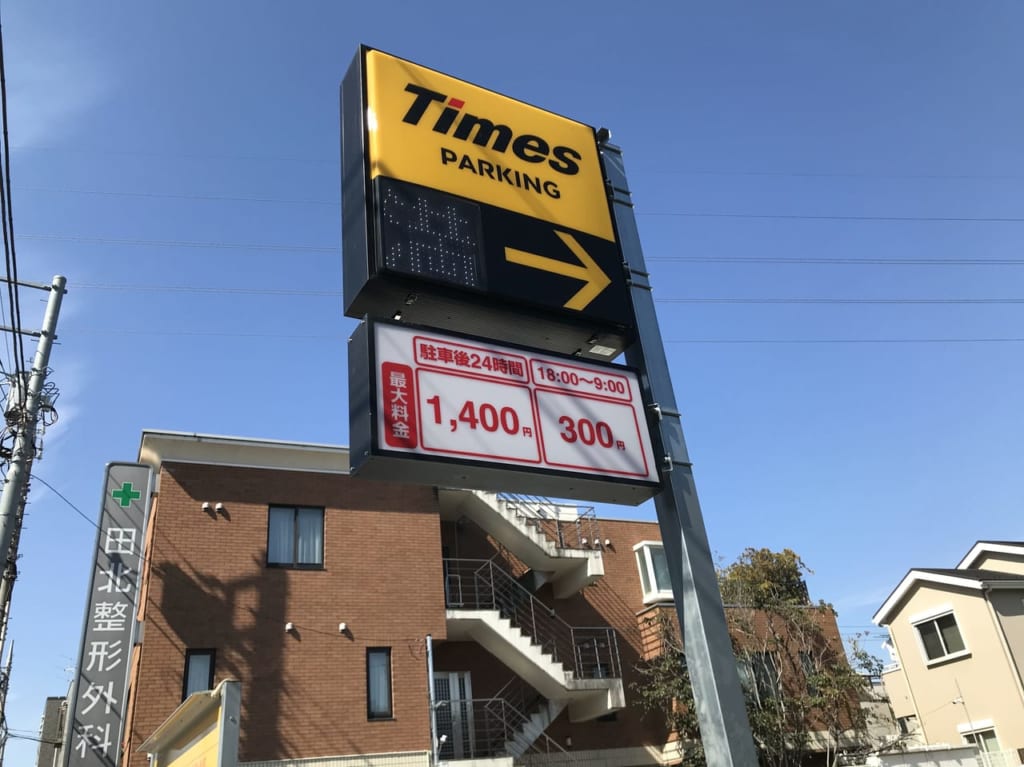 Times
PARKING
駐車後24時間
18:00〜9:00
最大料金
1,400円
300円
田北整形外科